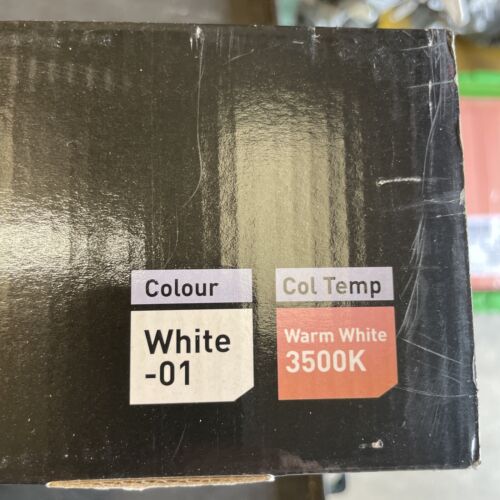 Colour
White
-01
Col Temp
Warm White
3500K